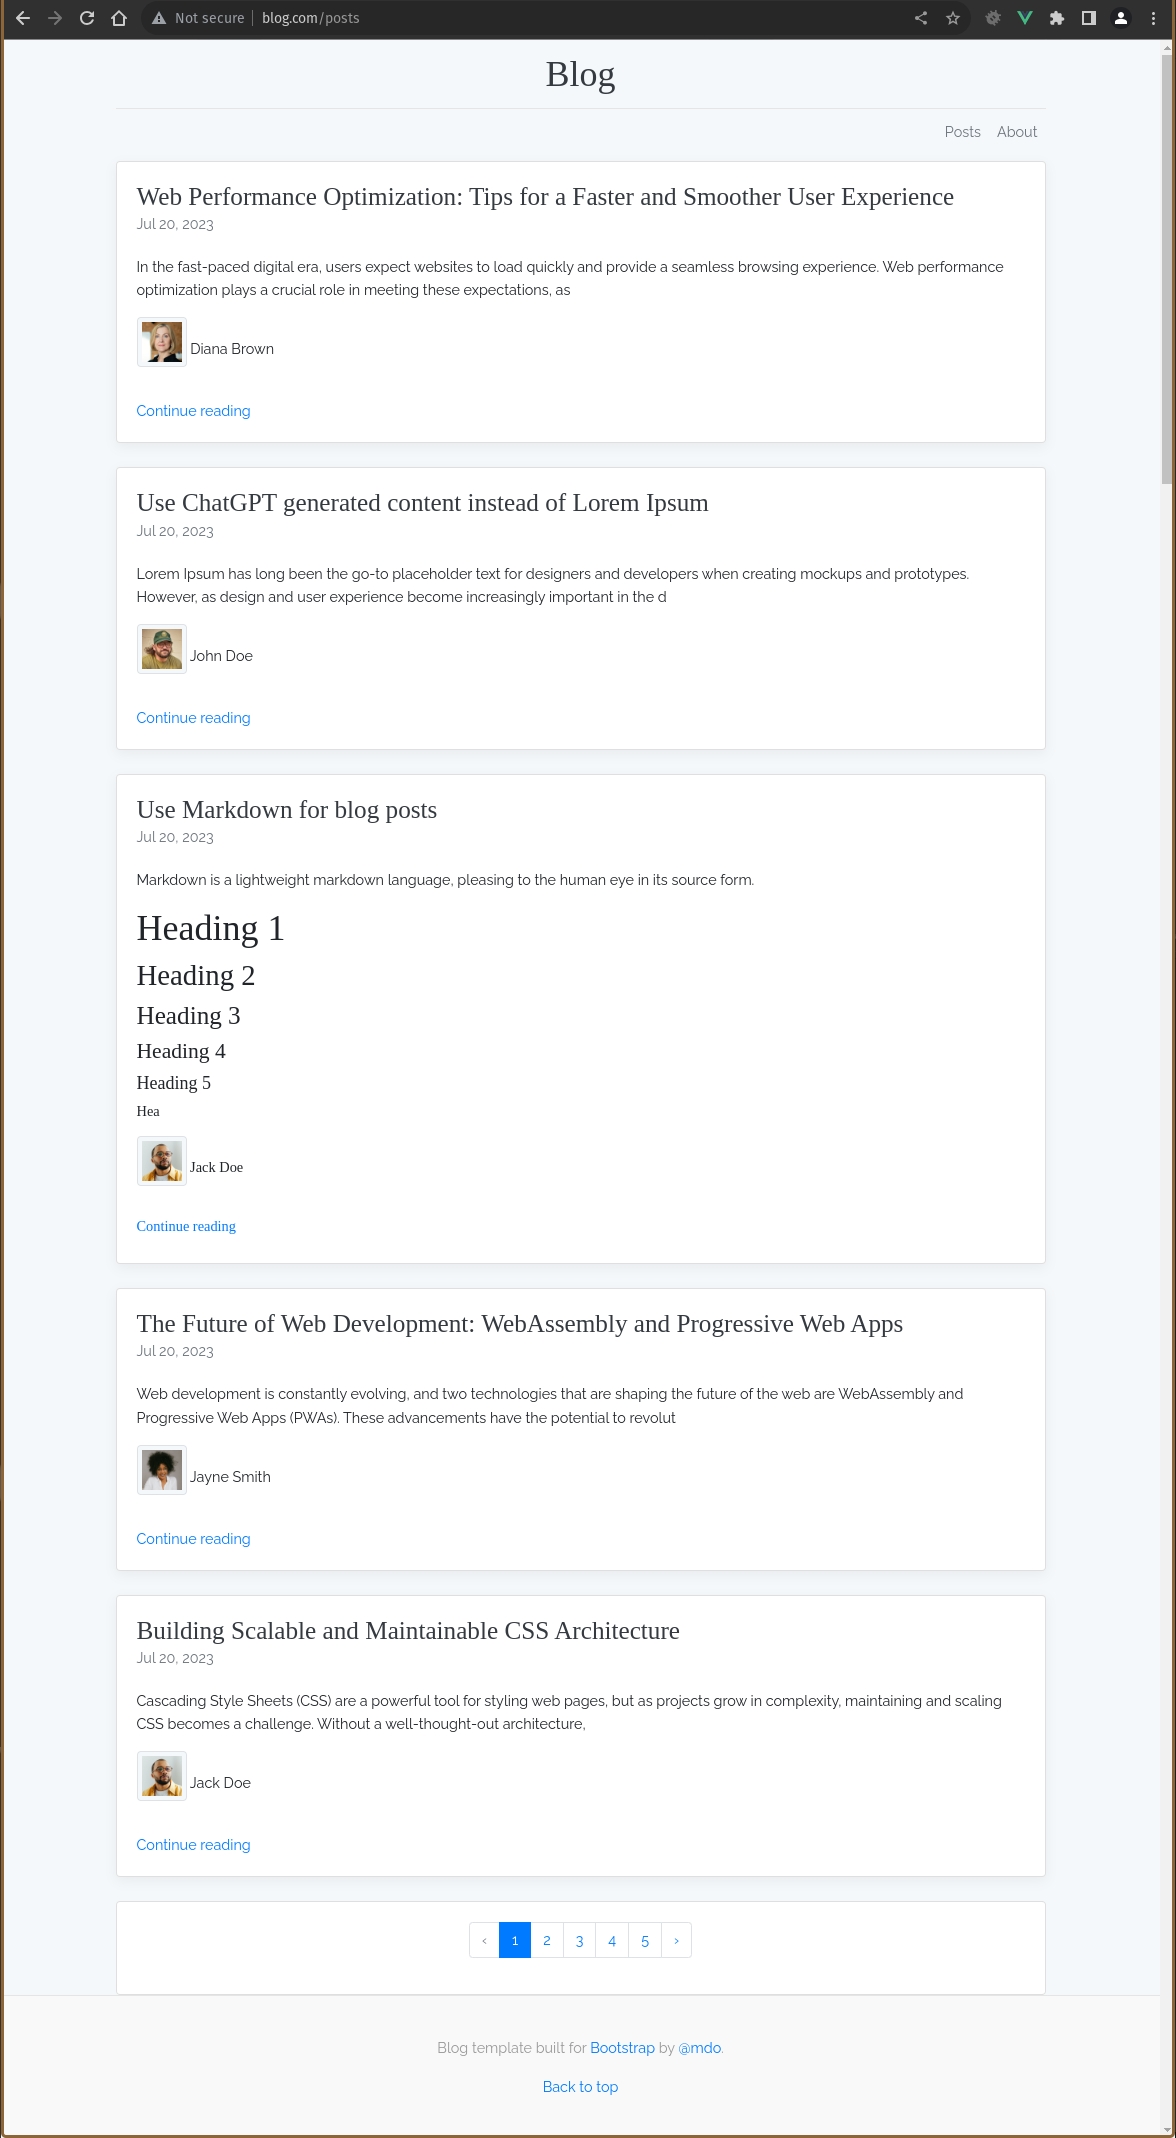 Not secure blog.com/posts
Blog
Posts About
Web Performance Optimization: Tips for a Faster and Smoother User Experience
Jul 20, 2023
In the fast-paced digital era, users expect websites to load quickly and provide a seamless browsing experience. Web performance
optimization plays a crucial role in meeting these expectations, as
Diana Brown
Continue reading
Use ChatGPT generated content instead of Lorem Ipsum
Jul 20, 2023
Lorem Ipsum has long been the go-to placeholder text for designers and developers when creating mockups and prototypes.
However, as design and user experience become increasingly important in the d
John Doe
Continue reading
Use Markdown for blog posts
Jul 20, 2023
Markdown is a lightweight markdown language, pleasing to the human eye in its source form.
Heading 1
Heading 2
Heading 3
Heading 4
Heading 5
Hea
Jack Doe
Continue reading
The Future of Web Development: WebAssembly and Progressive Web Apps
Jul 20, 2023
Web development is constantly evolving, and two technologies that are shaping the future of the web are WebAssembly and
Progressive Web Apps (PWAs). These advancements have the potential to revolut
Jayne Smith
Continue reading
Building Scalable and Maintainable CSS Architecture
Jul 20, 2023
Cascading Style Sheets (CSS) are a powerful tool for styling web pages, but as projects grow in complexity, maintaining and scaling
CSS becomes a challenge. Without a well-thought-out architecture,
Jack Doe
Continue reading
‹ 1 2 3 4 5 ›
Blog template built for Bootstrap by @mdo.
Back to top